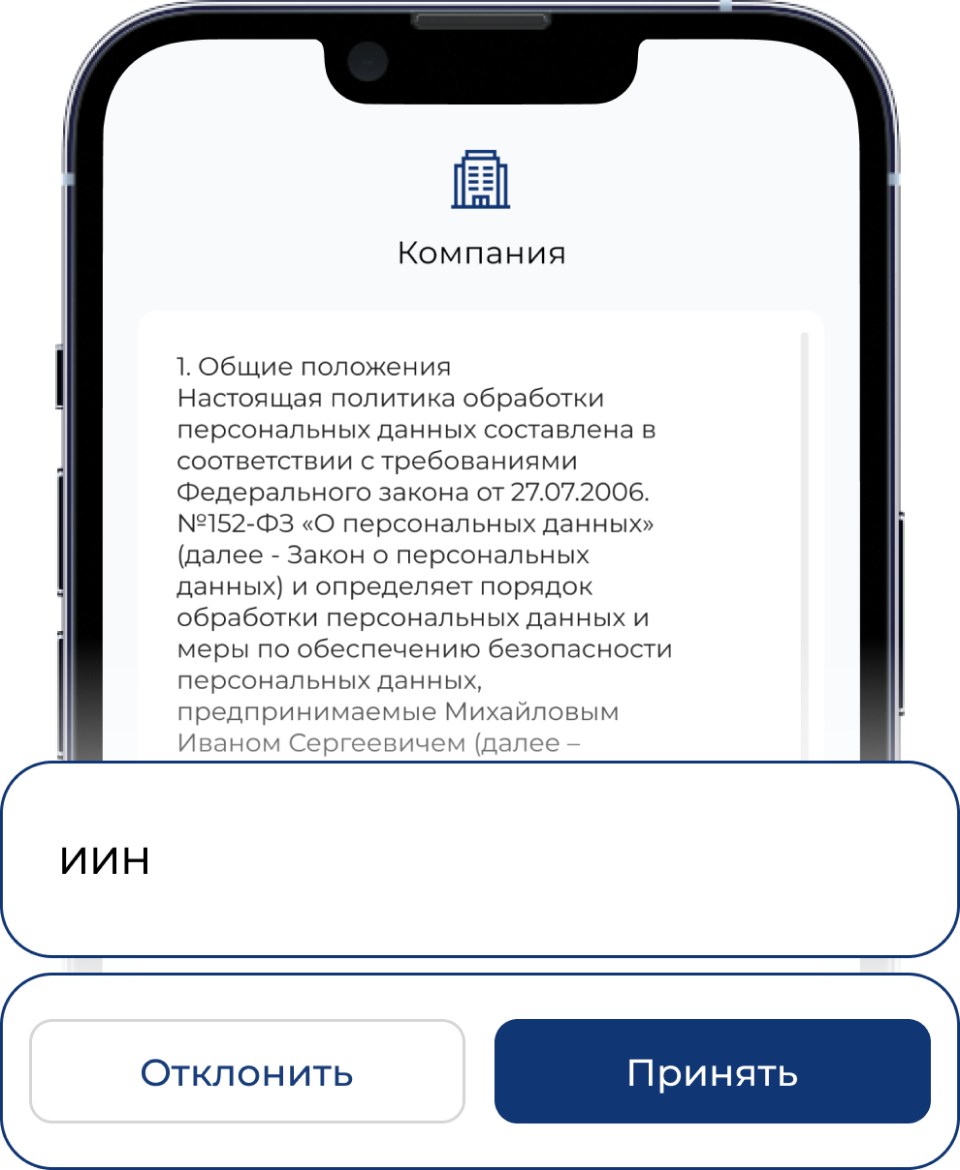 Компания
1. Общие положения
Настоящая политика обработки
персональных данных составлена в
соответствии с требованиями
Федерального закона от 27.07.2006.
№152-ФЗ «О персональных данных»
(далее - Закон о персональных
данных) и определяет порядок
обработки персональных данных и
меры по обеспечению безопасности
персональных данных,
предпринимаемые Михайловым
Иваном Сергеевичем (далее –
ИИН
Отклонить
Принять